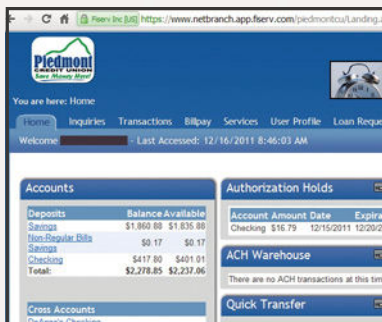 Fiserv Inc [US] https://www.netbranch.app.fiserv.com/piedmontcu/Landing.
Piedmont
CREDIT UNION
Save Money Here!
You are here: Home
Home Inquiries Transactions Billpay Services User Profile Loan Reque
Welcome - Last Accessed: 12/16/2011 8:46:03 AM
Accounts
Deposits Balance Available
Savings $1,860.88 $1,835.88
Non-Regular Bills
Savings $0.17 $0.17
Checking $417.80 $401.01
Total: $2,278.85 $2,237.06
Cross Accounts
Checking
Authorization Holds
Account Amount Date Expira
Checking $16.79 12/15/2011 12/20/2
ACH Warehouse
There are no ACH transactions at this tim
Quick Transfer